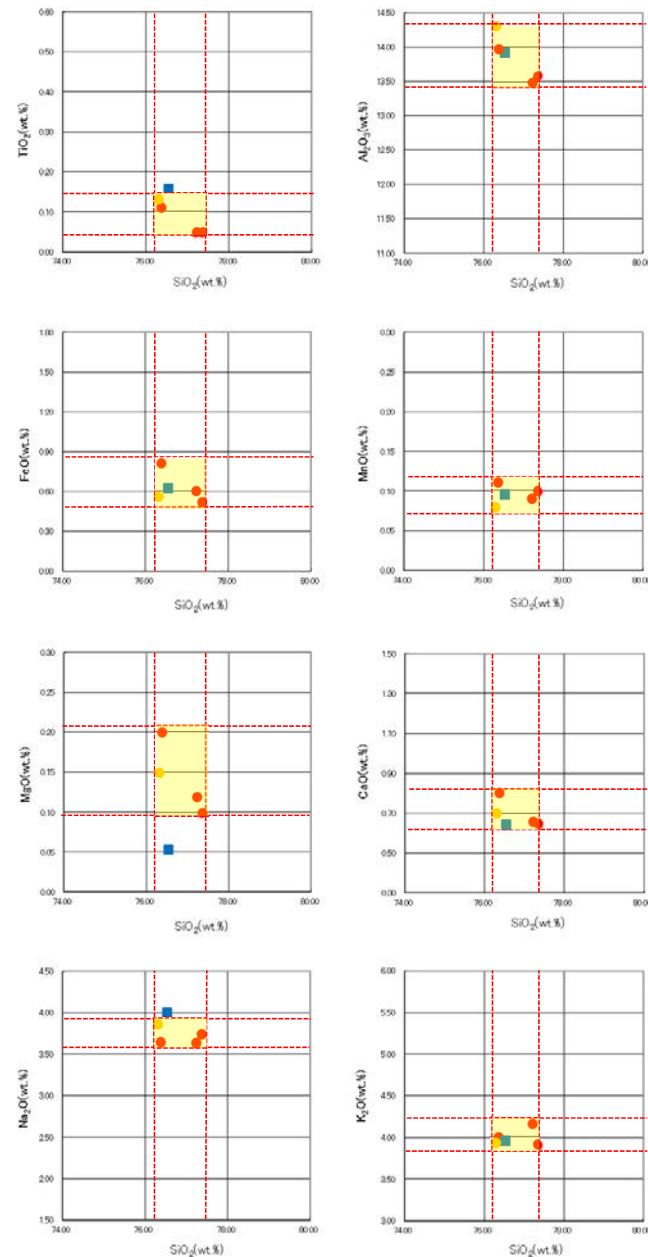 TiO₂(wt.%)
0.60
0.50
0.40
0.30
0.20
0.10
0.00
74.00 76.00 78.00 80.00
SiO₂(wt.%)
Al₂O₃(wt.%)
14.50
14.00
13.50
13.00
12.50
12.00
11.50
11.00
74.00 76.00 78.00 80.00
SiO₂(wt.%)
FeO(wt.%)
1.80
1.50
1.20
0.90
0.60
0.30
0.00
74.00 76.00 78.00 80.00
SiO₂(wt.%)
MnO(wt.%)
0.30
0.25
0.20
0.15
0.10
0.05
0.00
74.00 76.00 78.00 80.00
SiO₂(wt.%)
MgO(wt.%)
0.30
0.25
0.20
0.15
0.10
0.05
0.00
74.00 76.00 78.00 80.00
SiO₂(wt.%)
CaO(wt.%)
1.50
1.30
1.10
0.90
0.70
0.50
0.30
74.00 76.00 78.00 80.00
SiO₂(wt.%)
Na₂O(wt.%)
4.50
4.00
3.50
3.00
2.50
2.00
1.50
74.00 76.00 78.00 80.00
SiO₂(wt.%)
K₂O(wt.%)
6.00
5.50
5.00
4.50
4.00
3.50
3.00
74.00 76.00 78.00 80.00
SiO₂(wt.%)